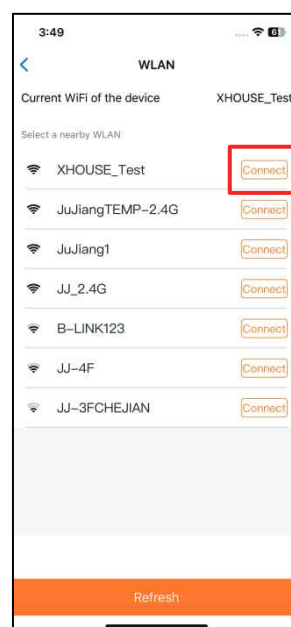 3:49
WLAN
Current WiFi of the device XHOUSE_Test
Select a nearby WLAN
XHOUSE_Test Connect
JuJiangTEMP-2.4G Connect
JuJiang1 Connect
JJ_2.4G Connect
B-LINK123 Connect
JJ-4F Connect
JJ-3FCHEJIAN Connect
Refresh